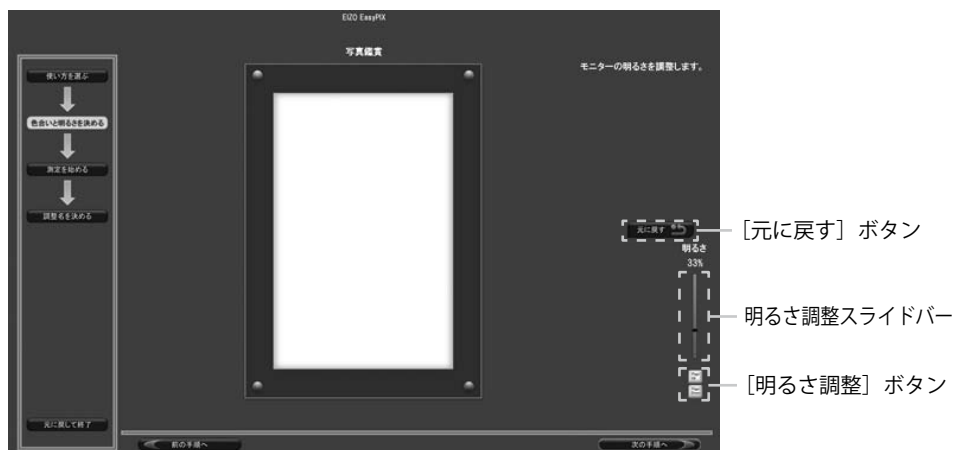 EIZO EasyPIX
写真鑑賞
モニターの明るさを調整します。
使い方を選ぶ
色合いと明るさを決める
測定を始める
調整名を決める
元に戻して終了
元に戻す
明るさ
33%
［元に戻す］ボタン
明るさ調整スライドバー
［明るさ調整］ボタン
前の手順へ
次の手順へ